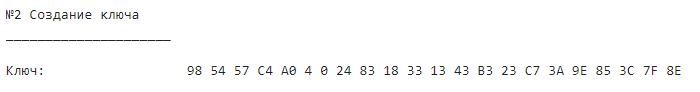 №2 Создание ключа
_____________________
Ключ: 98 54 57 C4 A0 4 0 24 83 18 33 13 43 B3 23 C7 3A 9E 85 3C 7F 8E